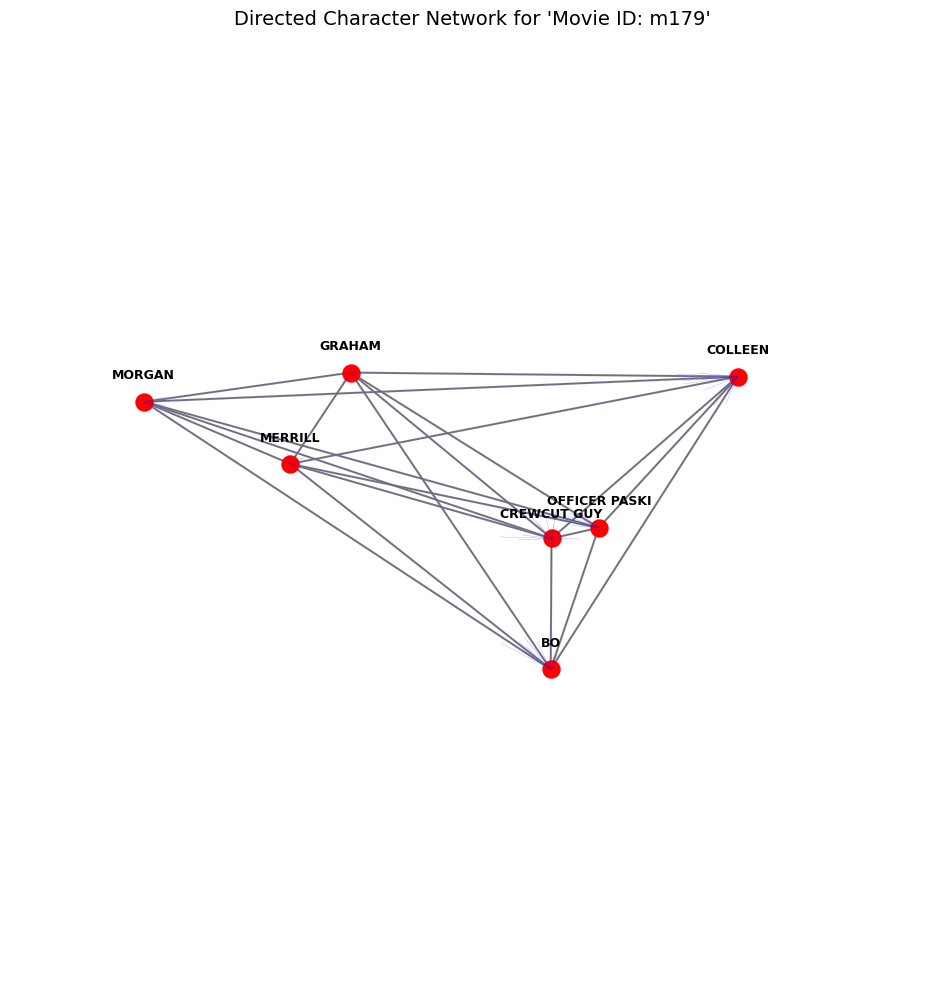 Directed Character Network for 'Movie ID: m179'
GRAHAM
COLLEEN
MORGAN
MERRILL
OFFICER PASKI
CREWCUT GUY
BO